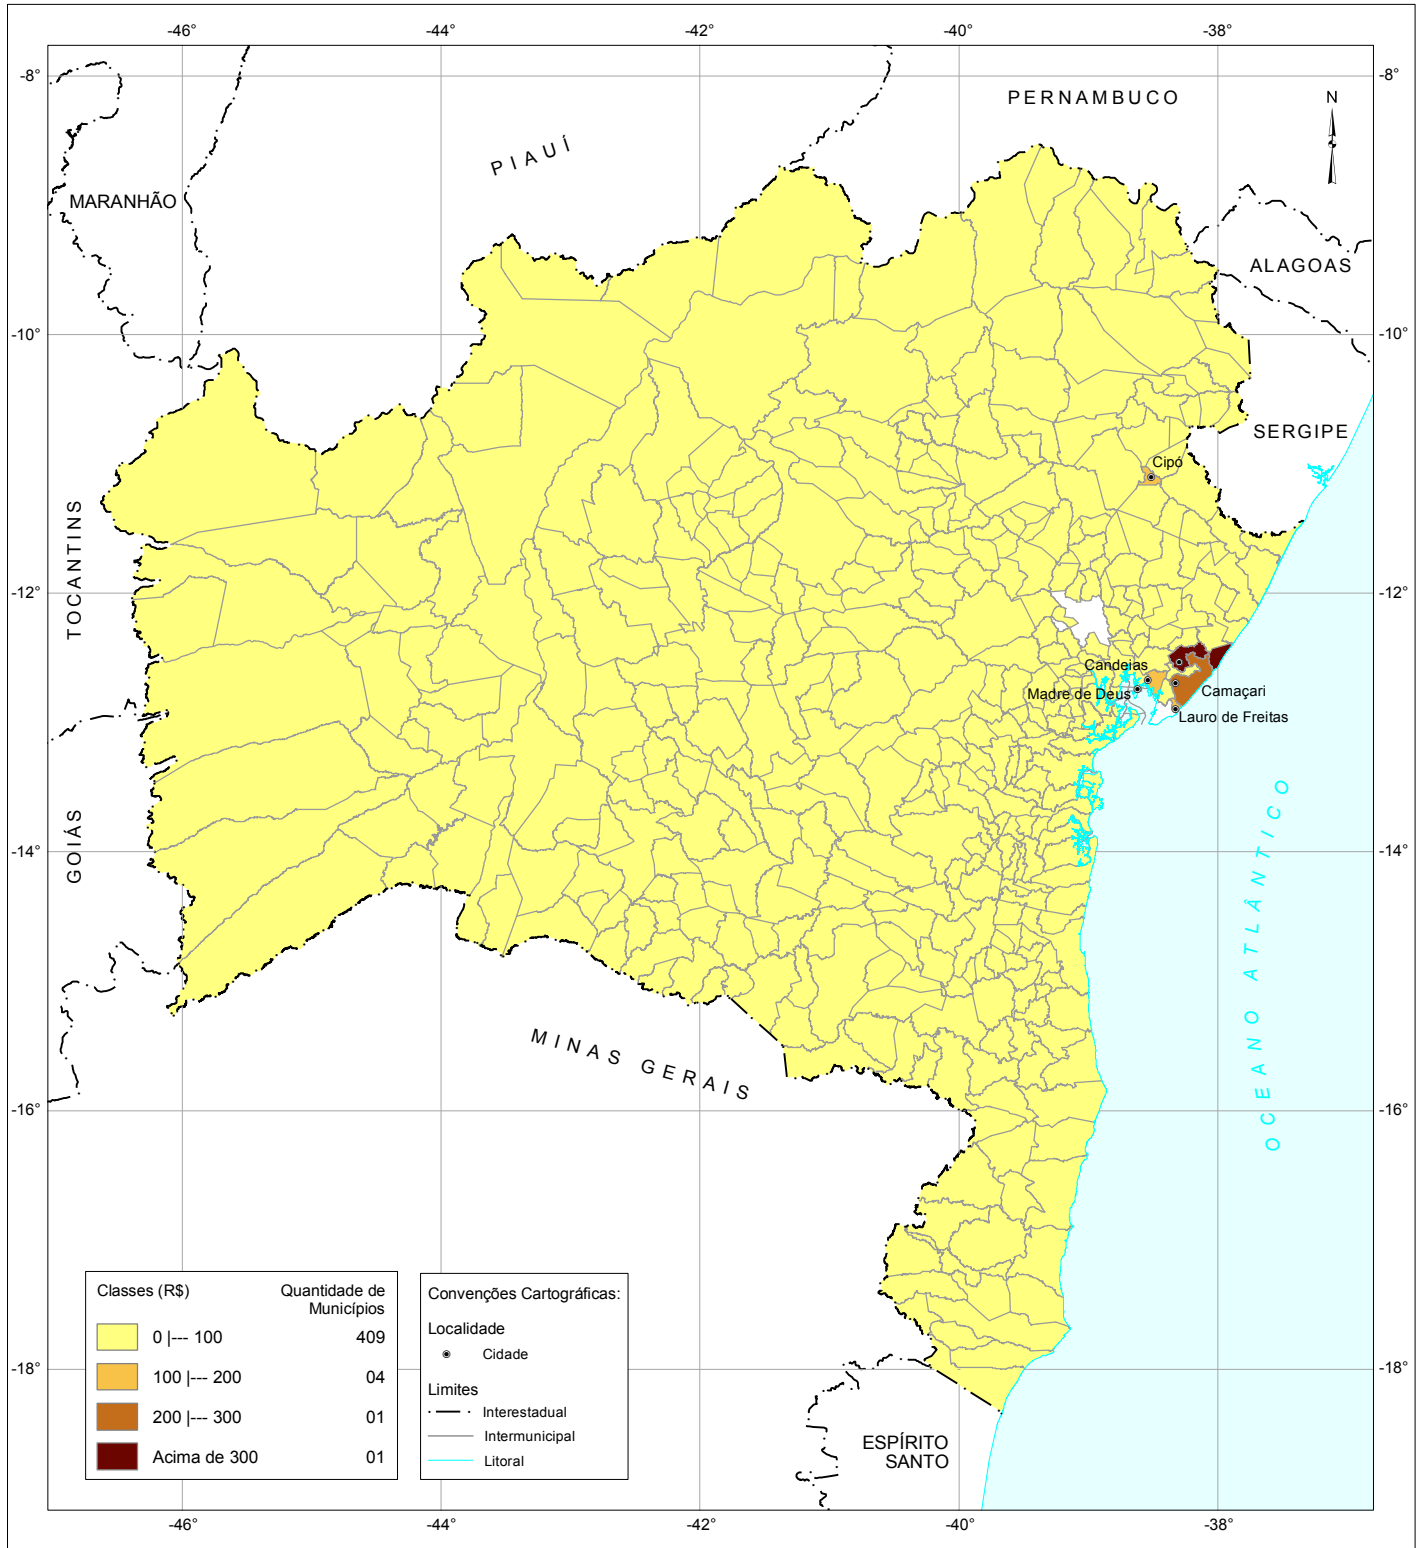 -46°
-44°
-42°
-40°
-38°
-8°
-8°
PERNAMBUCO
N
PIAUÍ
MARANHÃO
ALAGOAS
-10°
-10°
SERGIPE
Cipó
TOCANTINS
-12°
-12°
Candeias
Madre de Deus
Camaçari
Lauro de Freitas
OCEANO ATLÂNTICO
GOIÁS
-14°
-14°
MINAS GERAIS
-16°
-16°
Classes (R$)
Quantidade de
Municípios
0 |--- 100
409
100 |--- 200
04
200 |--- 300
01
Acima de 300
01
Convenções Cartográficas:
Localidade
Cidade
Limites
Interestadual
Intermunicipal
Litoral
-18°
-18°
ESPÍRITO
SANTO
-46°
-44°
-42°
-40°
-38°